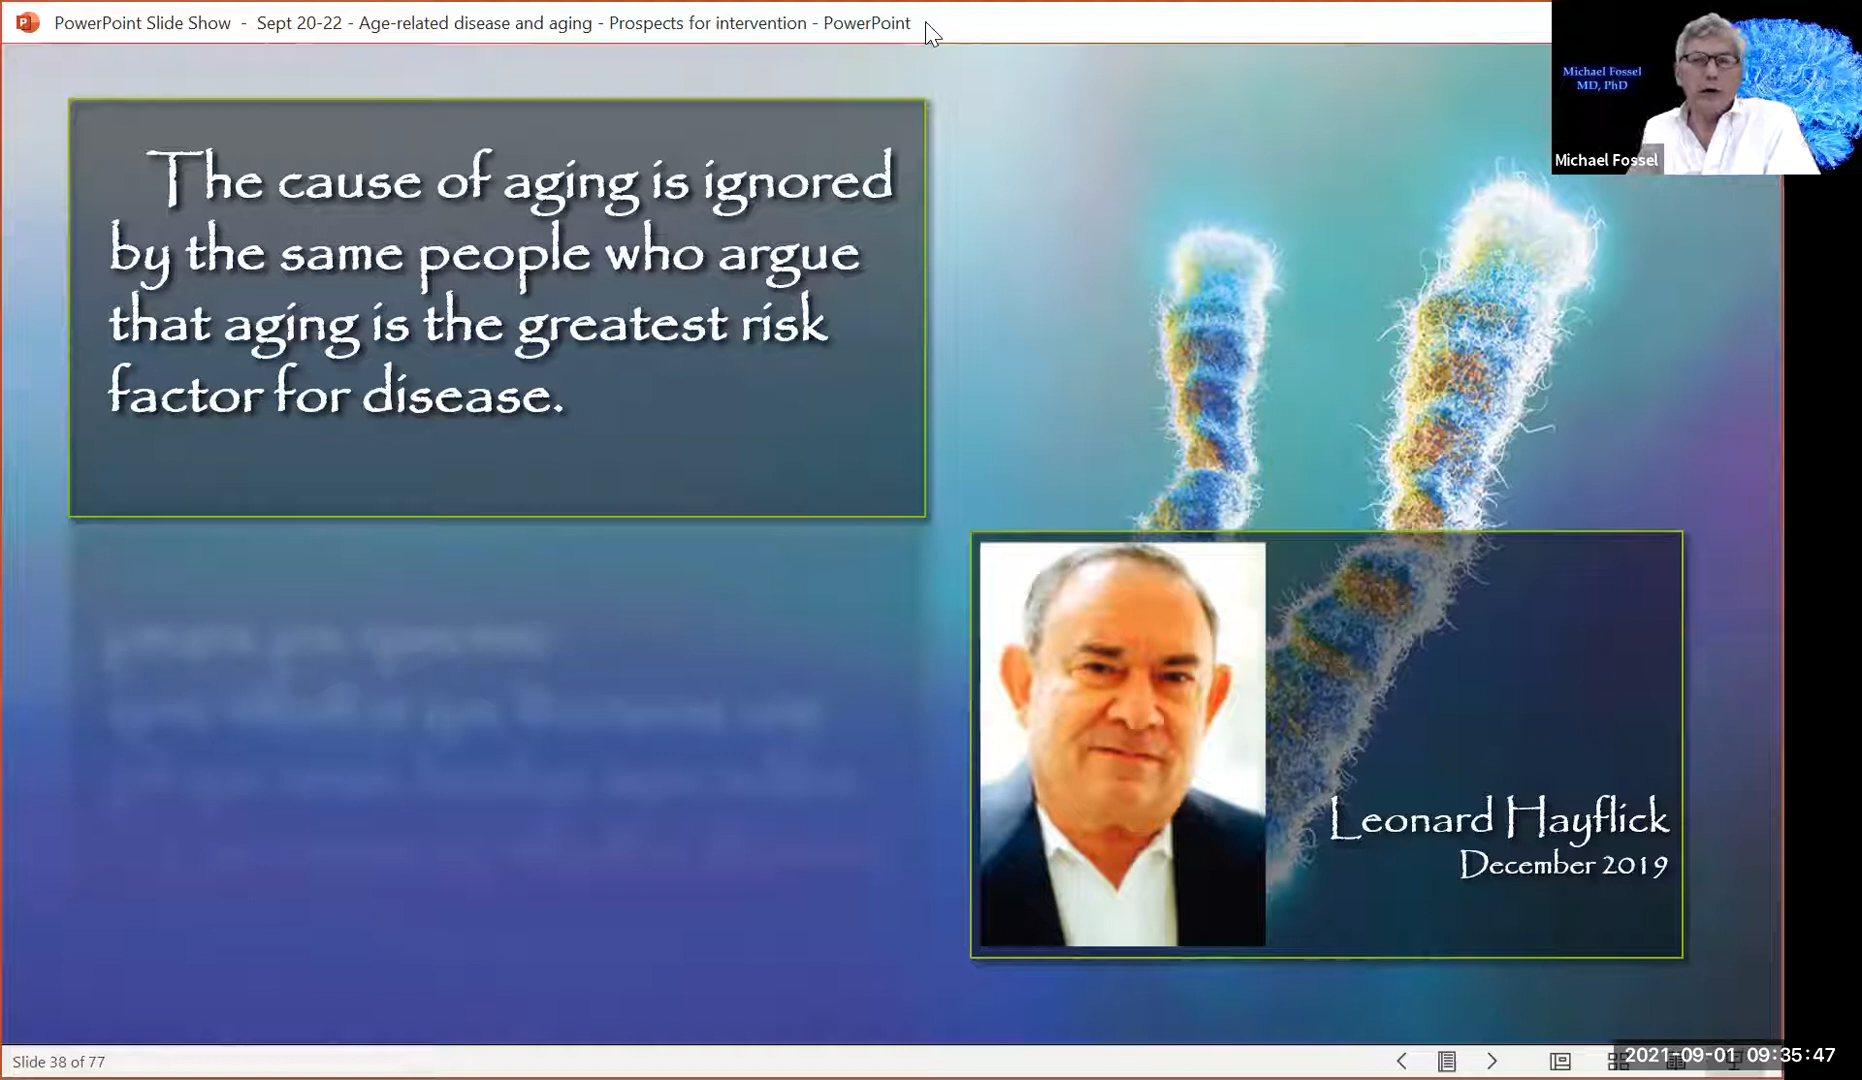 PowerPoint Slide Show - Sept 20-22 - Age-related disease and aging - Prospects for intervention - PowerPoint
Michael Fossel
MD, PhD
Michael Fossel
The cause of aging is ignored
by the same people who argue
that aging is the greatest risk
factor for disease.
Leonard Hayflick
December 2019
Slide 38 of 77
2021-09-01 09:35:47